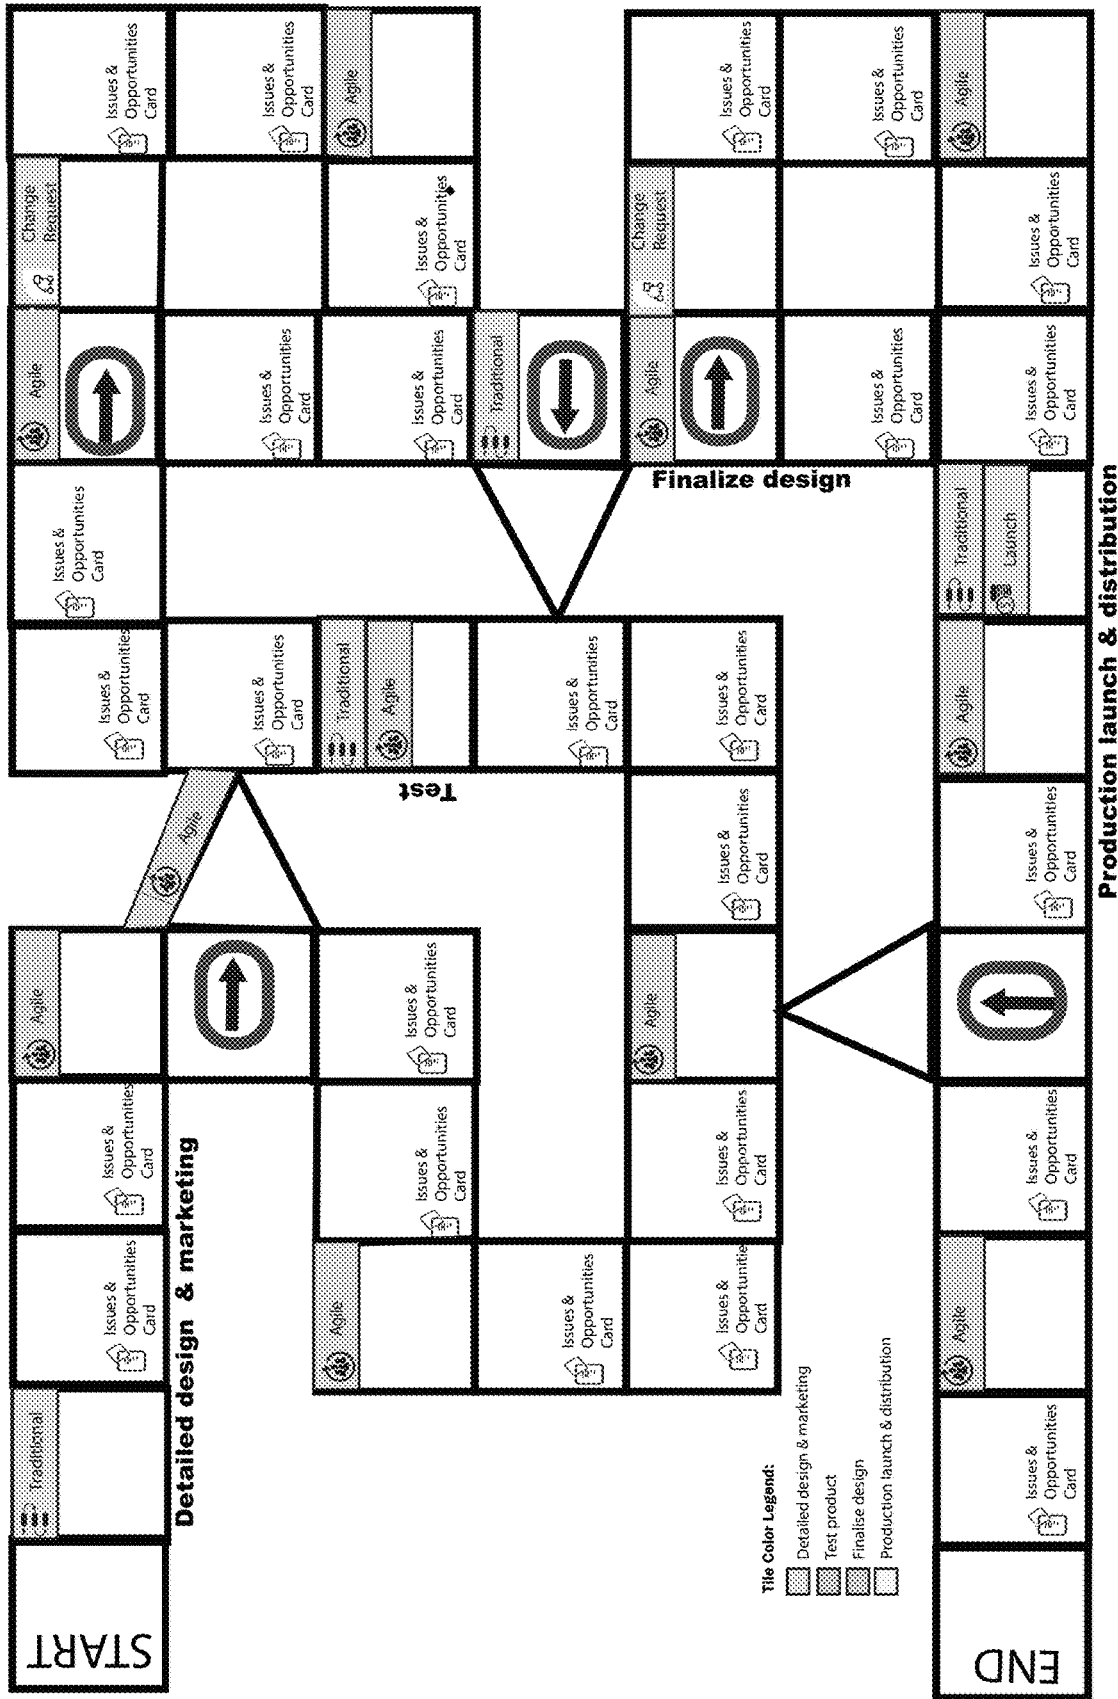 START
Traditional
Issues &
Opportunities
Card
Issues &
Opportunities
Card
Agile
Issues &
Opportunities
Card
Issues &
Opportunities
Card
Agile
Change
Request
Issues &
Opportunities
Card
Detailed design & marketing
Agile
Issues &
Opportunities
Card
Issues &
Opportunities
Card
Issues &
Opportunities
Card
Agile
Issues &
Opportunities
Card
Issues &
Opportunities
Card
Traditional
Agile
Issues &
Opportunities
Card
Issues &
Opportunities
Card
Agile
Test
Issues &
Opportunities
Card
Issues &
Opportunities
Card
Traditional
Issues &
Opportunitie
Card
Issues &
Opportunities
Card
Agile
Issues &
Opportunities
Card
Issues &
Opportunities
Card
Agile
Change
Request
Issues &
Opportunities
Card
Finalize design
Issues &
Opportunities
Card
Issues &
Opportunities
Card
Tile Color Legend:
Detailed design & marketing
Test product
Finalise design
Production launch & distribution
END
Issues &
Opportunities
Card
Agile
Issues &
Opportunities
Card
Issues &
Opportunities
Card
Agile
Traditional
Launch
Issues &
Opportunities
Card
Issues &
Opportunities
Card
Agile
Production launch & distribution